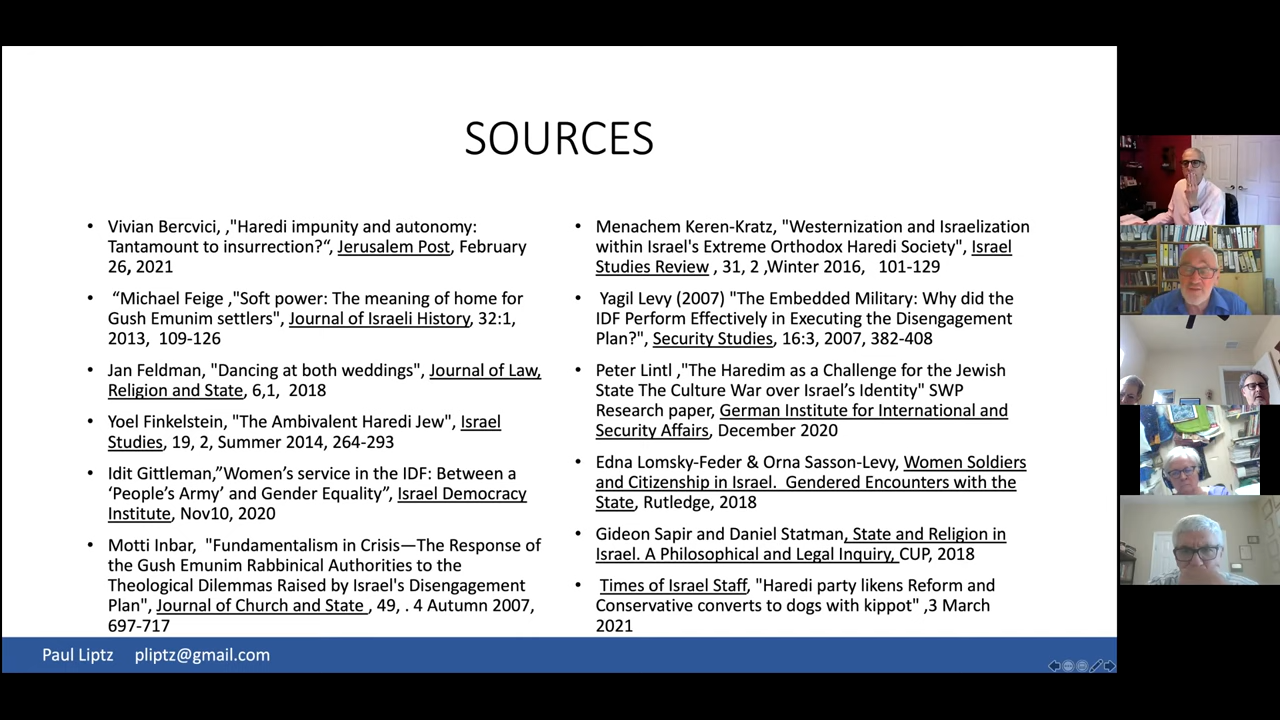 SOURCES
• Vivian Bercvici, ,"Haredi impunity and autonomy:
Tantamount to insurrection?“, Jerusalem Post, February
26, 2021
• “Michael Feige ,"Soft power: The meaning of home for
Gush Emunim settlers", Journal of Israeli History, 32:1,
2013, 109-126
• Jan Feldman, "Dancing at both weddings", Journal of Law,
Religion and State, 6,1, 2018
• Yoel Finkelstein, "The Ambivalent Haredi Jew", Israel
Studies, 19, 2, Summer 2014, 264-293
• Idit Gittleman,”Women’s service in the IDF: Between a
‘People’s Army’ and Gender Equality”, Israel Democracy
Institute, Nov10, 2020
• Motti Inbar, "Fundamentalism in Crisis—The Response of
the Gush Emunim Rabbinical Authorities to the
Theological Dilemmas Raised by Israel's Disengagement
Plan", Journal of Church and State , 49, . 4 Autumn 2007,
697-717
• Menachem Keren-Kratz, "Westernization and Israelization
within Israel's Extreme Orthodox Haredi Society", Israel
Studies Review , 31, 2 ,Winter 2016, 101-129
• Yagil Levy (2007) "The Embedded Military: Why did the
IDF Perform Effectively in Executing the Disengagement
Plan?", Security Studies, 16:3, 2007, 382-408
• Peter Lintl ,"The Haredim as a Challenge for the Jewish
State The Culture War over Israel’s Identity" SWP
Research paper, German Institute for International and
Security Affairs, December 2020
• Edna Lomsky-Feder & Orna Sasson-Levy, Women Soldiers
and Citizenship in Israel. Gendered Encounters with the
State, Rutledge, 2018
• Gideon Sapir and Daniel Statman, State and Religion in
Israel. A Philosophical and Legal Inquiry, CUP, 2018
• Times of Israel Staff, "Haredi party likens Reform and
Conservative converts to dogs with kippot" ,3 March
2021
Paul Liptz pliptz@gmail.com